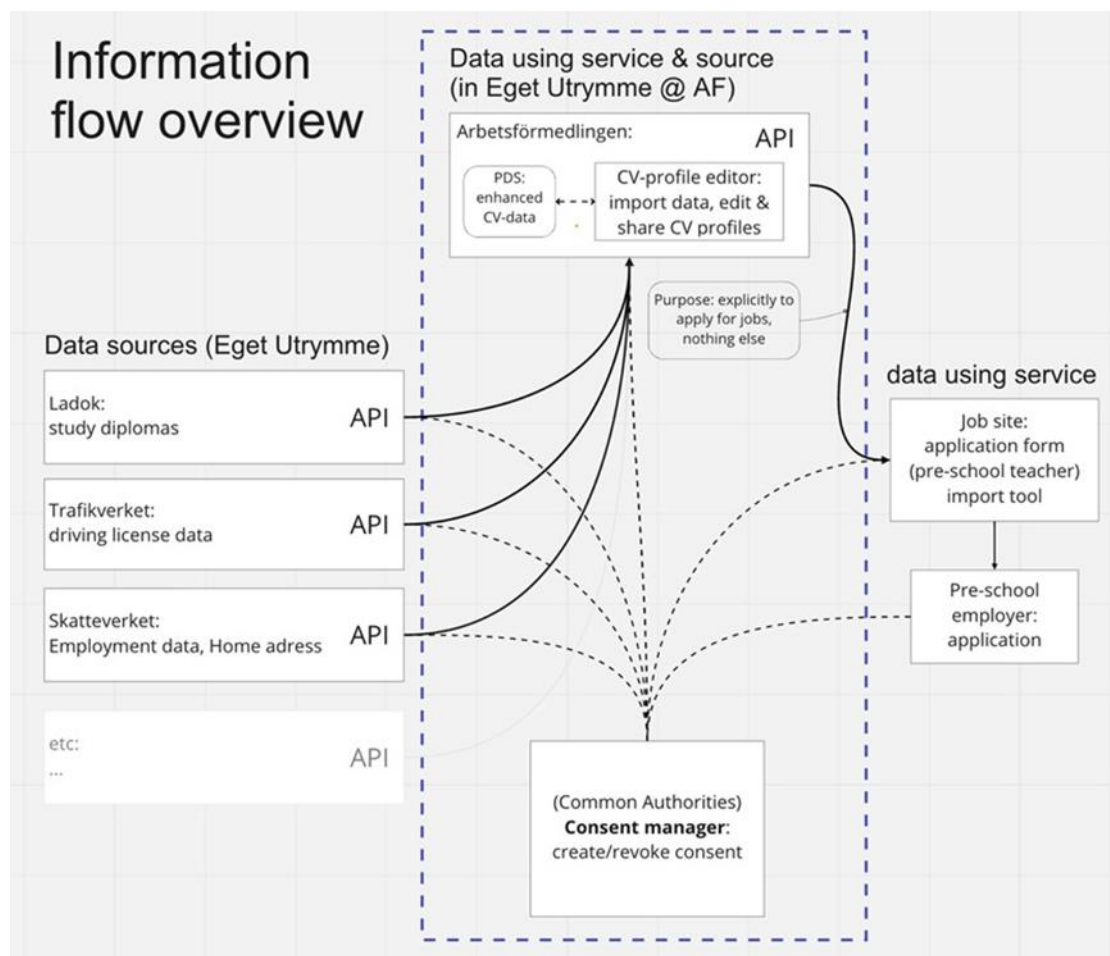 Information
flow overview
Data using service & source
(in Eget Utrymme @ AF)
Arbetsförmedlingen:
API
PDS:
enhanced
CV-data
CV-profile editor:
import data, edit &
share CV profiles
Purpose: explicitly to
apply for jobs,
nothing else
Data sources (Eget Utrymme)
Ladok:
study diplomas
API
Trafikverket:
driving license data
API
Skatteverket:
Employment data, Home adress
API
etc:
...
API
data using service
Job site:
application form
(pre-school teacher)
import tool
Pre-school
employer:
application
(Common Authorities)
Consent manager:
create/revoke consent